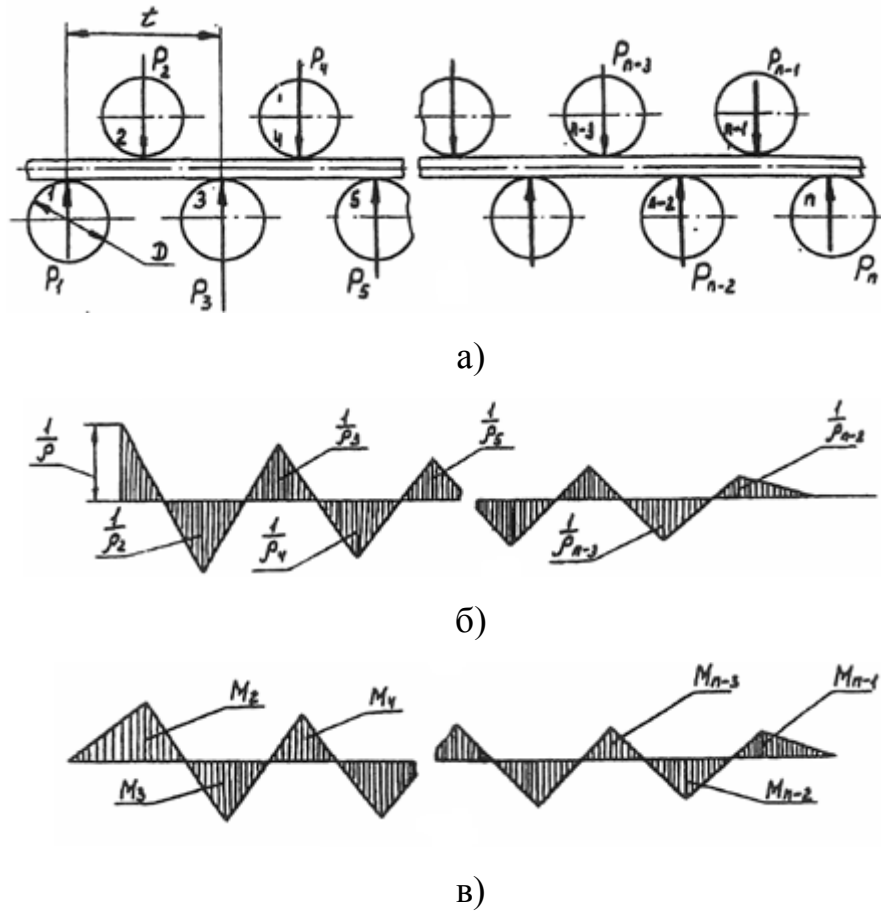 t
P₂ P₄ Pₙ₋₃ Pₙ₋₁
2 4 n-3 n-1
1 3 5 n-2 n
D
P₁ P₃ P₅ Pₙ₋₂ Pₙ
а)
1/ρ 1/ρ₃ 1/ρ₅ 1/ρₙ₋₂
1/ρ₂ 1/ρ₄ 1/ρₙ₋₃
б)
M₂ M₄ Mₙ₋₃ Mₙ₋₁
M₃ Mₙ₋₂
в)